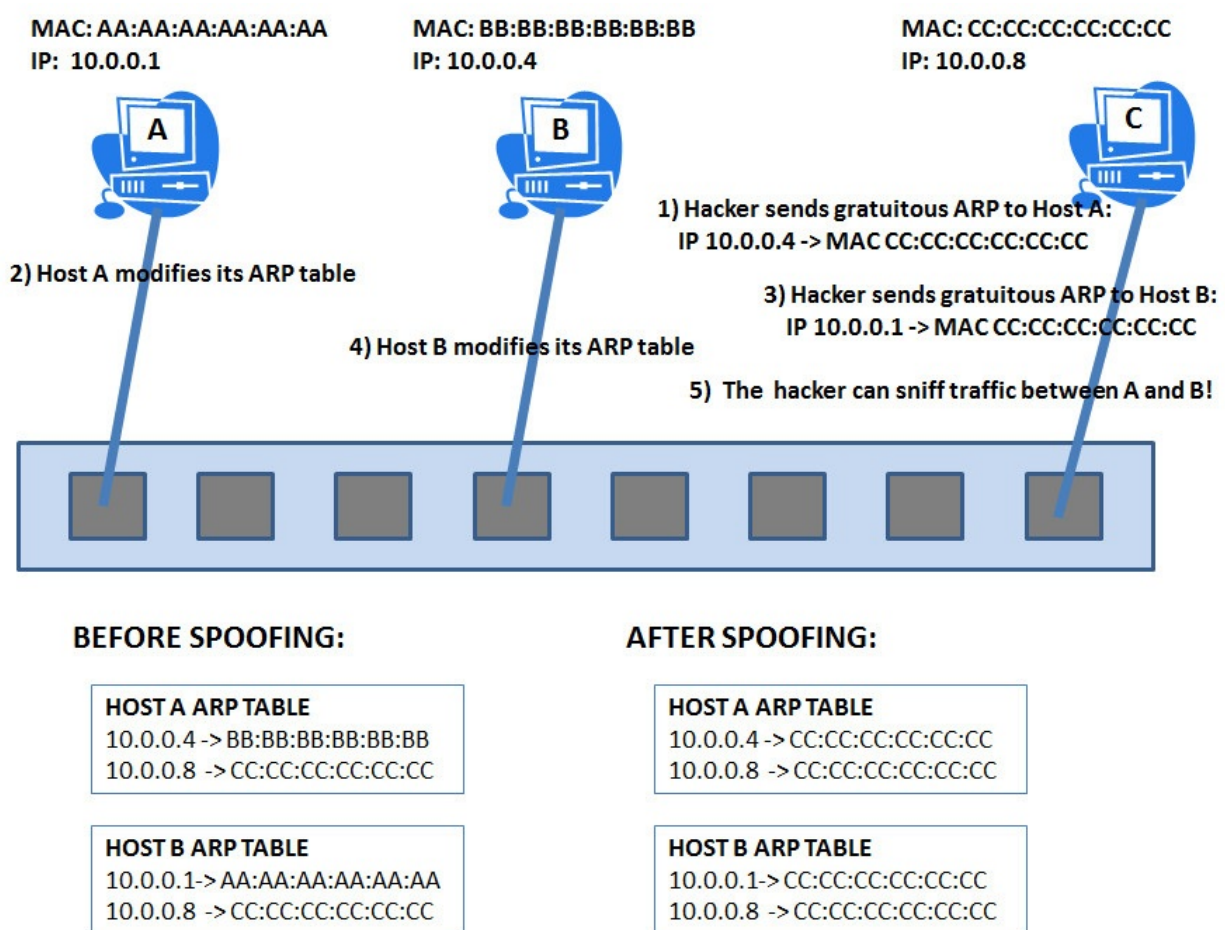 MAC: AA:AA:AA:AA:AA:AA
IP: 10.0.0.1
MAC: BB:BB:BB:BB:BB:BB
IP: 10.0.0.4
MAC: CC:CC:CC:CC:CC:CC
IP: 10.0.0.8
A
B
C
1) Hacker sends gratuitous ARP to Host A:
IP 10.0.0.4 -> MAC CC:CC:CC:CC:CC:CC
2) Host A modifies its ARP table
3) Hacker sends gratuitous ARP to Host B:
IP 10.0.0.1 -> MAC CC:CC:CC:CC:CC:CC
4) Host B modifies its ARP table
5) The hacker can sniff traffic between A and B!
BEFORE SPOOFING:
HOST A ARP TABLE
10.0.0.4 -> BB:BB:BB:BB:BB:BB
10.0.0.8 -> CC:CC:CC:CC:CC:CC
HOST B ARP TABLE
10.0.0.1-> AA:AA:AA:AA:AA:AA
10.0.0.8 -> CC:CC:CC:CC:CC:CC
AFTER SPOOFING:
HOST A ARP TABLE
10.0.0.4 -> CC:CC:CC:CC:CC:CC
10.0.0.8 -> CC:CC:CC:CC:CC:CC
HOST B ARP TABLE
10.0.0.1-> CC:CC:CC:CC:CC:CC
10.0.0.8 -> CC:CC:CC:CC:CC:CC